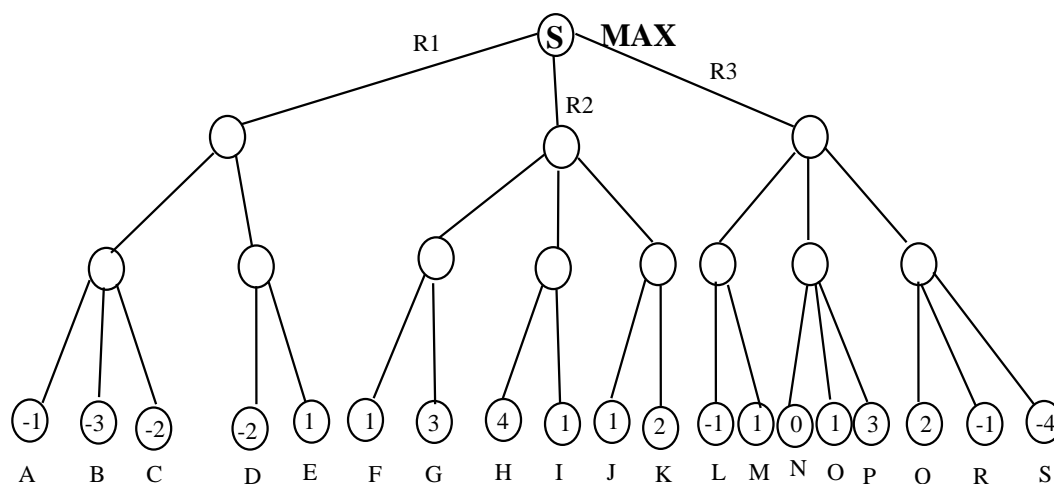 S MAX
R1
R3
R2
-1 -3 -2 -2 1 1 3 4 1 1 2 -1 1 0 1 3 2 -1 -4
A B C D E F G H I J K L M N O P Q R S